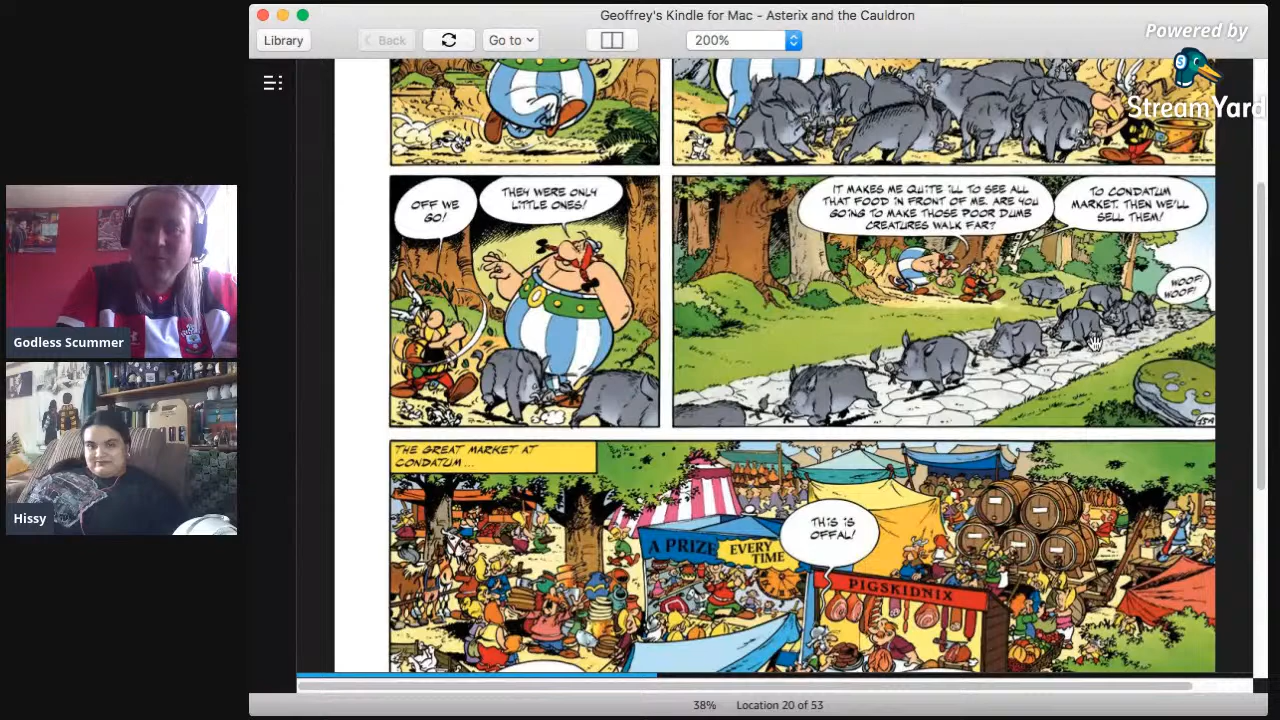 Geoffrey's Kindle for Mac - Asterix and the Cauldron
Library
Back
Go to
200%
Powered by
StreamYard
OFF WE
GO!
THEY WERE ONLY
LITTLE ONES!
IT MAKES ME QUITE ILL TO SEE ALL
THAT FOOD IN FRONT OF ME. ARE YOU
GOING TO MAKE THOSE POOR DUMB
CREATURES WALK FAR?
TO CONDATUM
MARKET. THEN WE'LL
SELL THEM!
WOOF!
WOOF!
15A
THE GREAT MARKET AT
CONDATUM...
A PRIZE
EVERY
TIME
THIS IS
OFFAL!
PIGSKIDNIX
Godless Scummer
Hissy
38%
Location 20 of 53